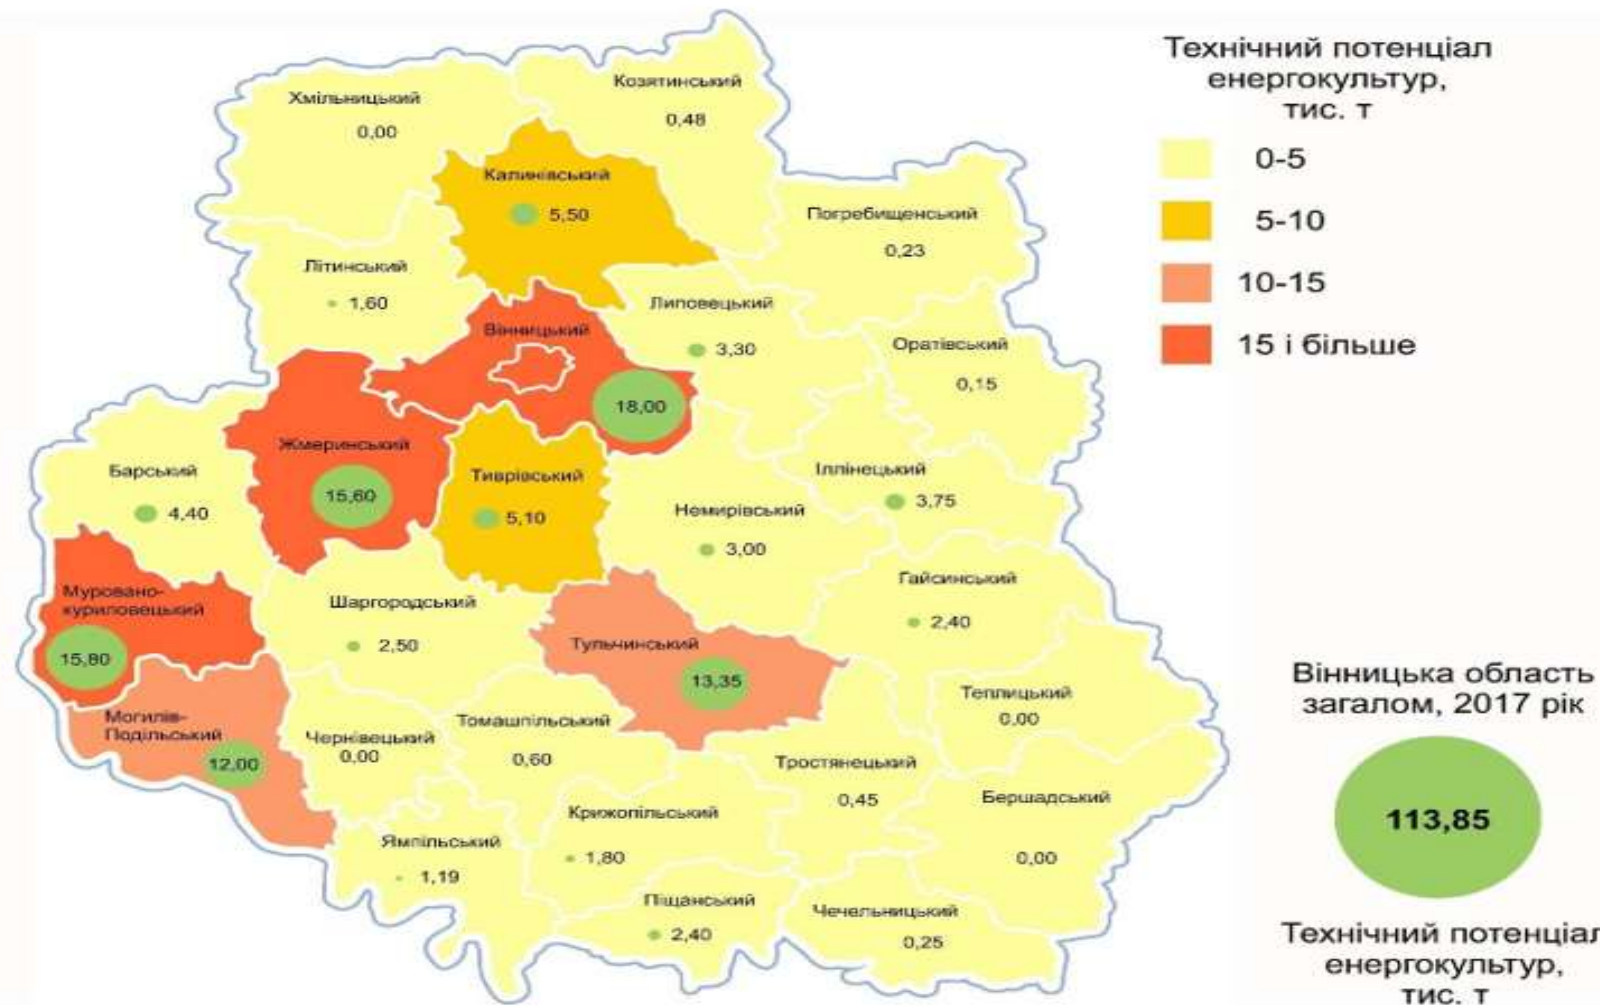 Технічний потенціал
енергокультур,
тис. т
0-5
5-10
10-15
15 і більше
Хмільницький
0,00
Козятинський
0,48
Калинівський
5,50
Погребищенський
0,23
Літинський
1,60
Липовецький
3,30
Вінницький
18,00
Оратівський
0,15
Жмеринський
15,60
Барський
4,40
Тиврівський
5,10
Іллінецький
3,75
Немирівський
3,00
Гайсинський
2,40
Муровано-
куриловецький
15,80
Шаргородський
2,50
Тульчинський
13,35
Теплицький
0,00
Могилів-
Подільський
12,00
Чернівецький
0,00
Томашпільський
0,60
Тростянецький
0,45
Бершадський
0,00
Крижопільський
1,80
Ямпільський
1,19
Піщанський
2,40
Чечельницький
0,25
Вінницька область
загалом, 2017 рік
113,85
Технічний потенціал
енергокультур,
тис. т